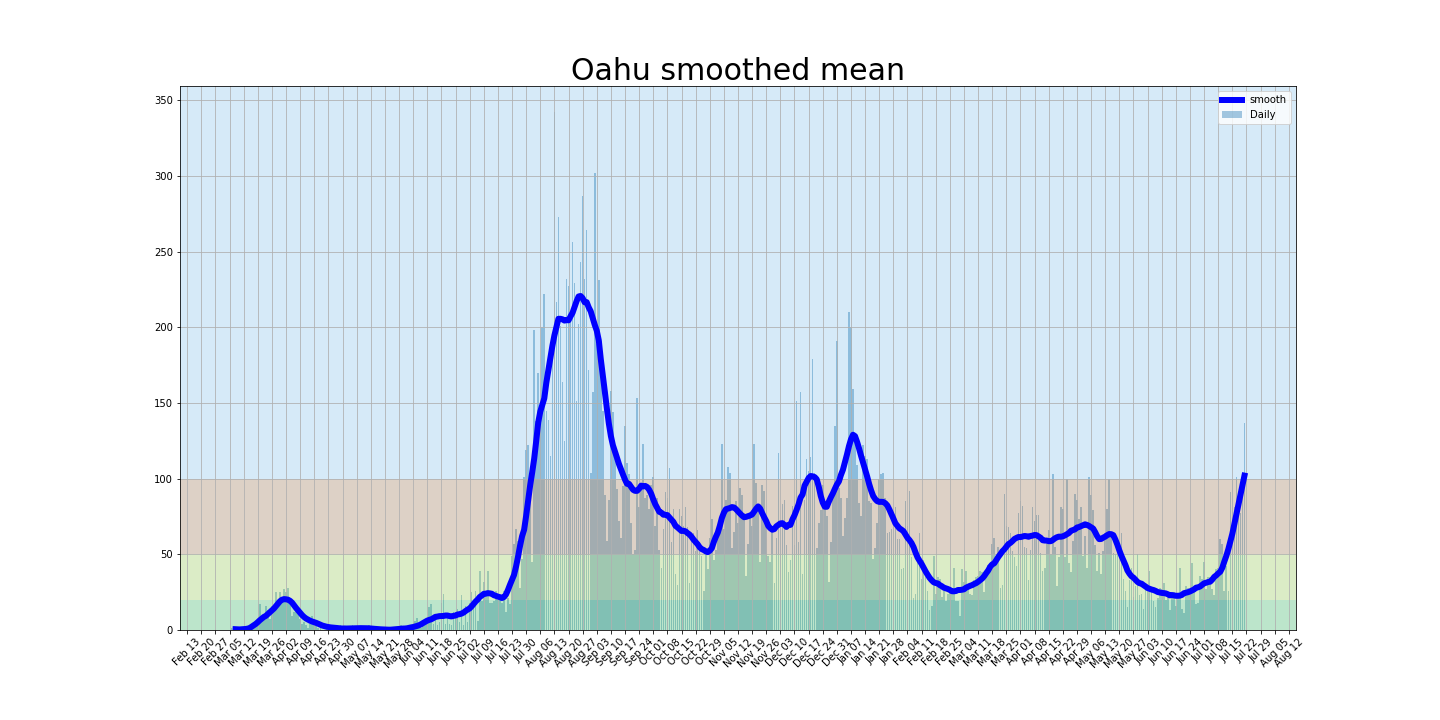 Oahu smoothed mean
smooth
Daily
350
300
250
200
150
100
50
0
Feb 13
Feb 20
Feb 27
Mar 05
Mar 12
Mar 19
Mar 26
Apr 02
Apr 09
Apr 16
Apr 23
Apr 30
May 07
May 14
May 21
May 28
Jun 04
Jun 11
Jun 18
Jun 25
Jul 02
Jul 09
Jul 16
Jul 23
Jul 30
Aug 06
Aug 13
Aug 20
Aug 27
Sep 03
Sep 10
Sep 17
Sep 24
Oct 01
Oct 08
Oct 15
Oct 22
Oct 29
Nov 05
Nov 12
Nov 19
Nov 26
Dec 03
Dec 10
Dec 17
Dec 24
Dec 31
Jan 07
Jan 14
Jan 21
Jan 28
Feb 04
Feb 11
Feb 18
Feb 25
Mar 04
Mar 11
Mar 18
Mar 25
Apr 01
Apr 08
Apr 15
Apr 22
Apr 29
May 06
May 13
May 20
May 27
Jun 03
Jun 10
Jun 17
Jun 24
Jul 01
Jul 08
Jul 15
Jul 22
Jul 29
Aug 05
Aug 12